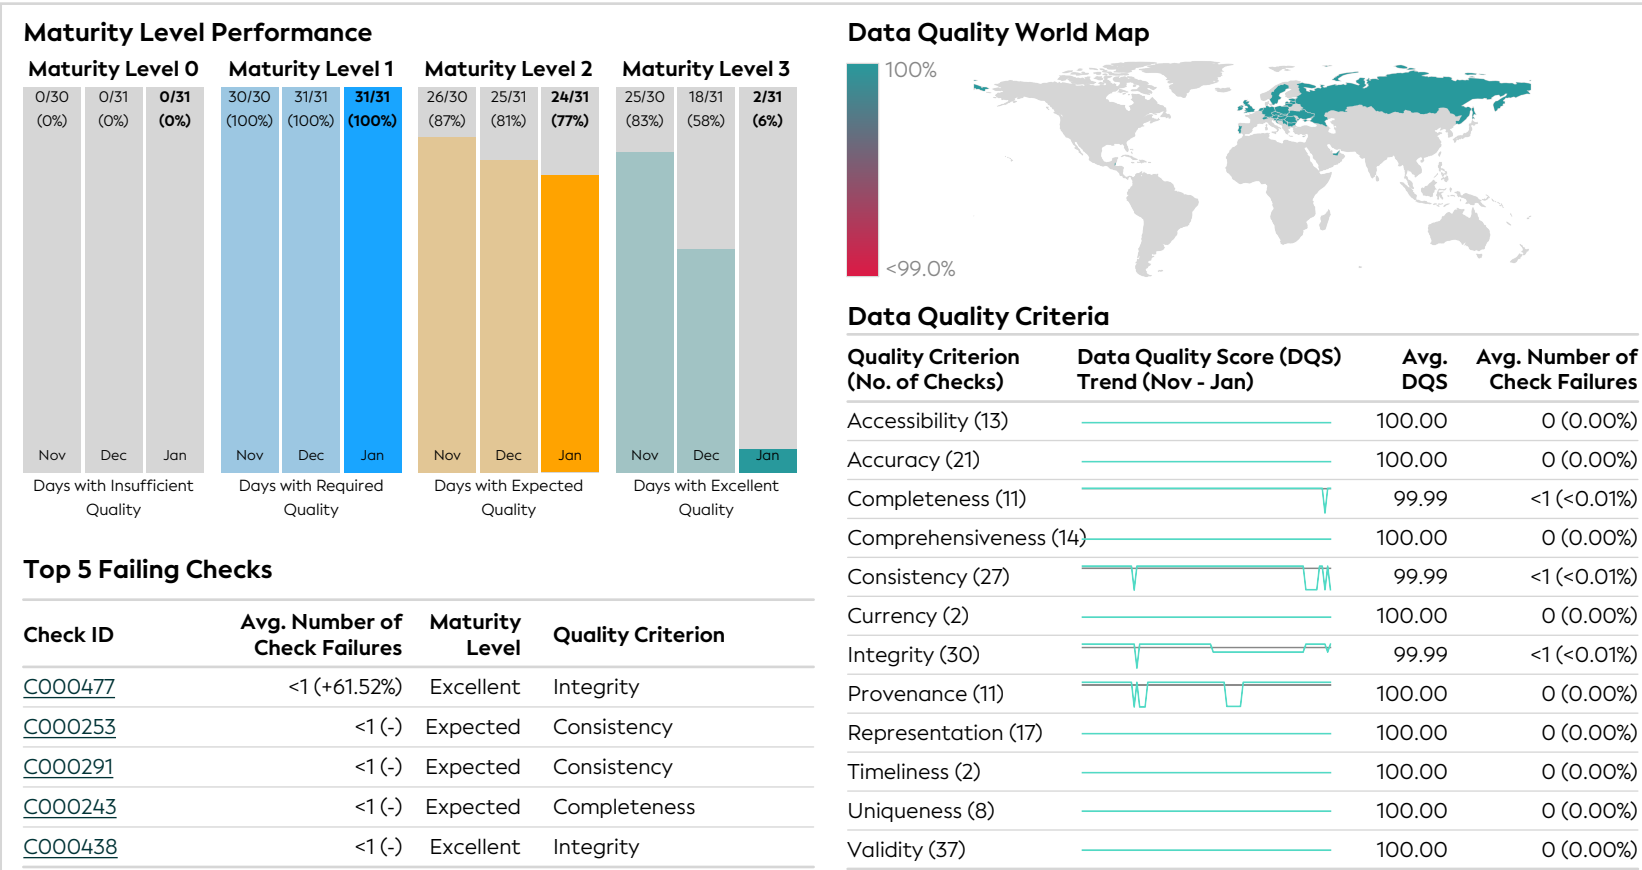 Maturity Level Performance
Maturity Level 0
0/30 0/31 0/31
(0%) (0%) (0%)
Nov Dec Jan
Days with Insufficient
Quality
Maturity Level 1
30/30 31/31 31/31
(100%) (100%) (100%)
Nov Dec Jan
Days with Required
Quality
Maturity Level 2
26/30 25/31 24/31
(87%) (81%) (77%)
Nov Dec Jan
Days with Expected
Quality
Maturity Level 3
25/30 18/31 2/31
(83%) (58%) (6%)
Nov Dec Jan
Days with Excellent
Quality
Top 5 Failing Checks
Check ID Avg. Number of Check Failures Maturity Level Quality Criterion
C000477 <1 (+61.52%) Excellent Integrity
C000253 <1 (-) Expected Consistency
C000291 <1 (-) Expected Consistency
C000243 <1 (-) Expected Completeness
C000438 <1 (-) Excellent Integrity
Data Quality World Map
100%
<99.0%
Data Quality Criteria
Quality Criterion Data Quality Score (DQS) Avg. Avg. Number of
(No. of Checks) Trend (Nov - Jan) DQS Check Failures
Accessibility (13) 100.00 0 (0.00%)
Accuracy (21) 100.00 0 (0.00%)
Completeness (11) 99.99 <1 (<0.01%)
Comprehensiveness (14) 100.00 0 (0.00%)
Consistency (27) 99.99 <1 (<0.01%)
Currency (2) 100.00 0 (0.00%)
Integrity (30) 99.99 <1 (<0.01%)
Provenance (11) 100.00 0 (0.00%)
Representation (17) 100.00 0 (0.00%)
Timeliness (2) 100.00 0 (0.00%)
Uniqueness (8) 100.00 0 (0.00%)
Validity (37) 100.00 0 (0.00%)